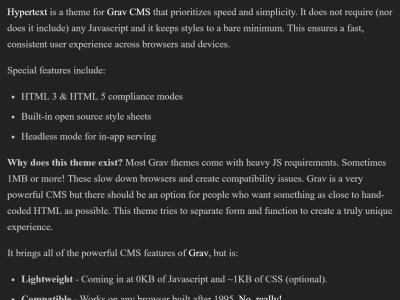 Hypertext is a theme for Grav CMS that prioritizes speed and simplicity. It does not require (nor
does it include) any Javascript and it keeps styles to a bare minimum. This ensures a fast,
consistent user experience across browsers and devices.
Special features include:
• HTML 3 & HTML 5 compliance modes
• Built-in open source style sheets
• Headless mode for in-app serving
Why does this theme exist? Most Grav themes come with heavy JS requirements. Sometimes
1MB or more! These slow down browsers and create compatibility issues. Grav is a very
powerful CMS but there should be an option for people who want something as close to hand-
coded HTML as possible. This theme tries to separate form and function to create a truly unique
experience.
It brings all of the powerful CMS features of Grav, but is:
• Lightweight - Coming in at 0KB of Javascript and ~1KB of CSS (optional).
• Compatible - Works on any browser built after 1995. No, really!